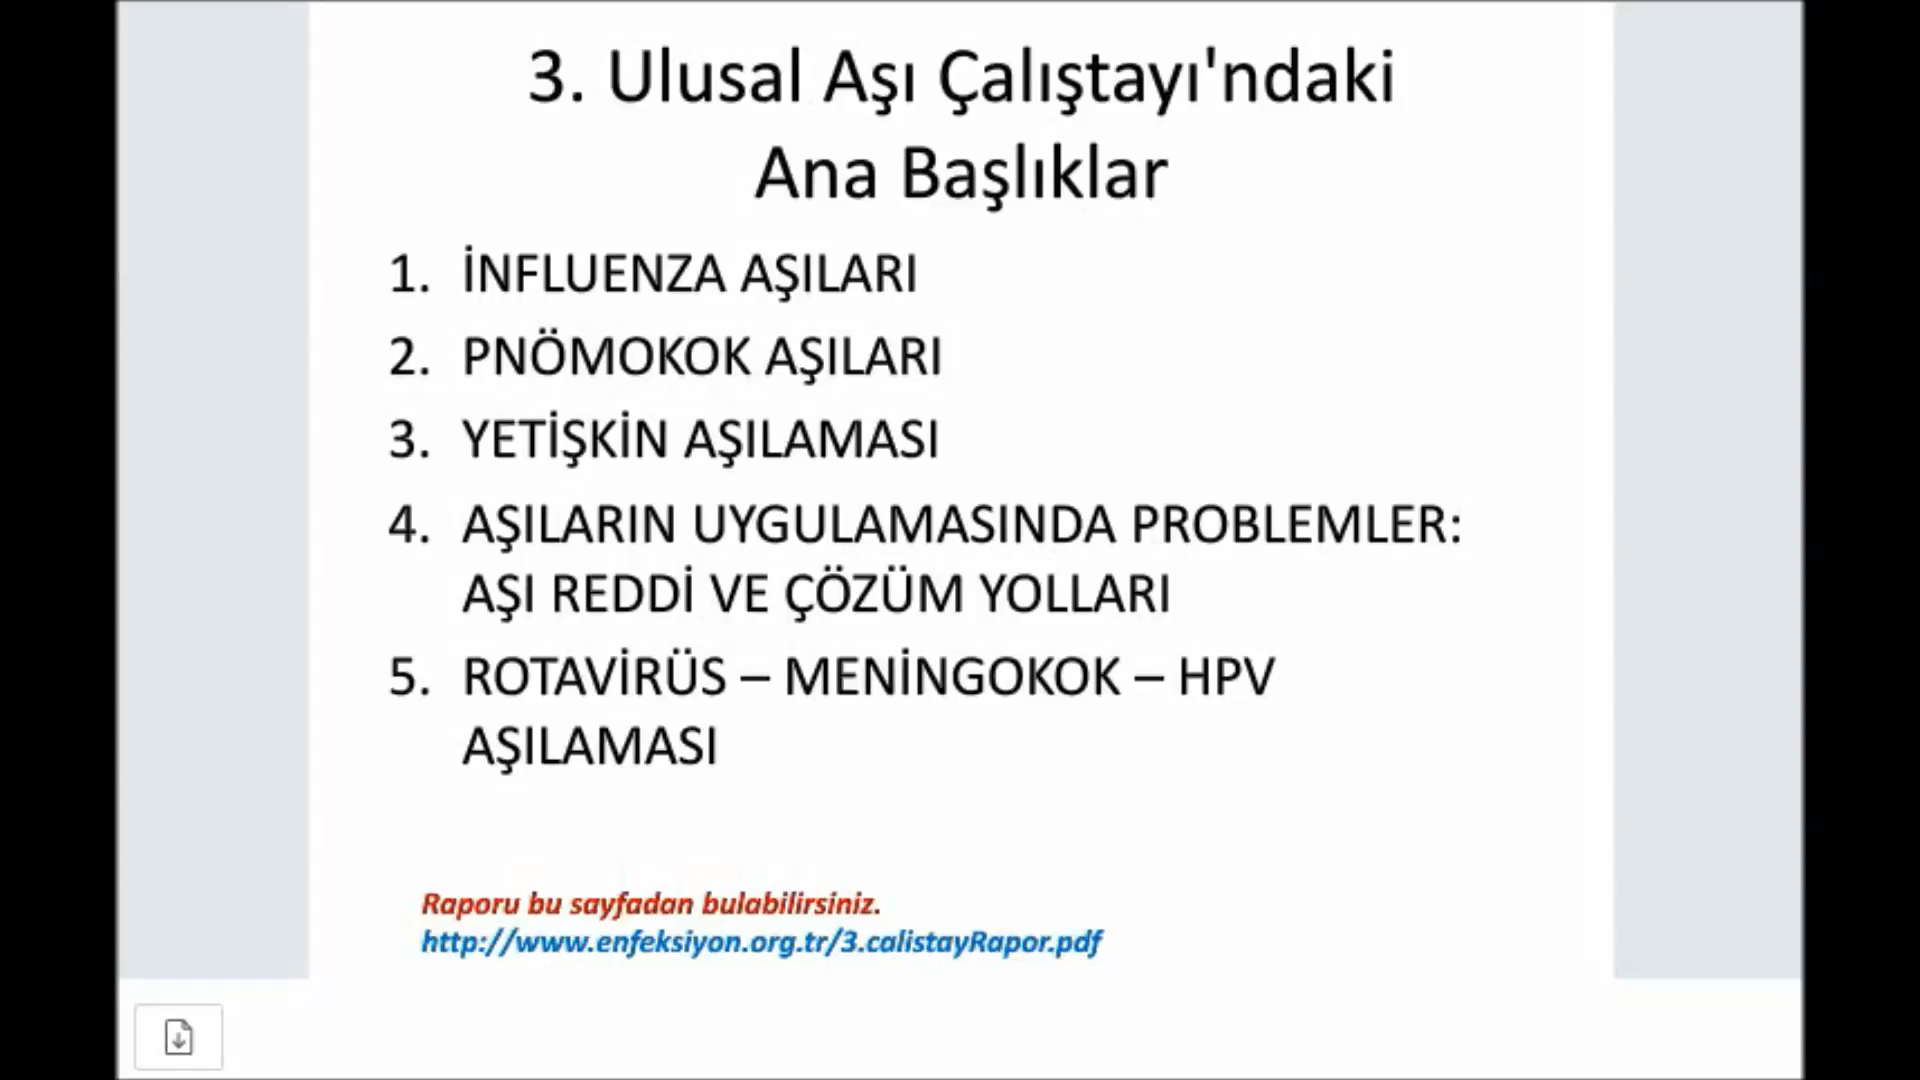 3. Ulusal Aşı Çalıştayı'ndaki
Ana Başlıklar
1. İNFLUENZA AŞILARI
2. PNÖMOKOK AŞILARI
3. YETİŞKİN AŞILAMASI
4. AŞILARIN UYGULAMASINDA PROBLEMLER:
AŞI REDDİ VE ÇÖZÜM YOLLARI
5. ROTAVİRÜS – MENİNGOKOK – HPV
AŞILAMASI
Raporu bu sayfadan bulabilirsiniz.
http://www.enfeksiyon.org.tr/3.calistayRapor.pdf